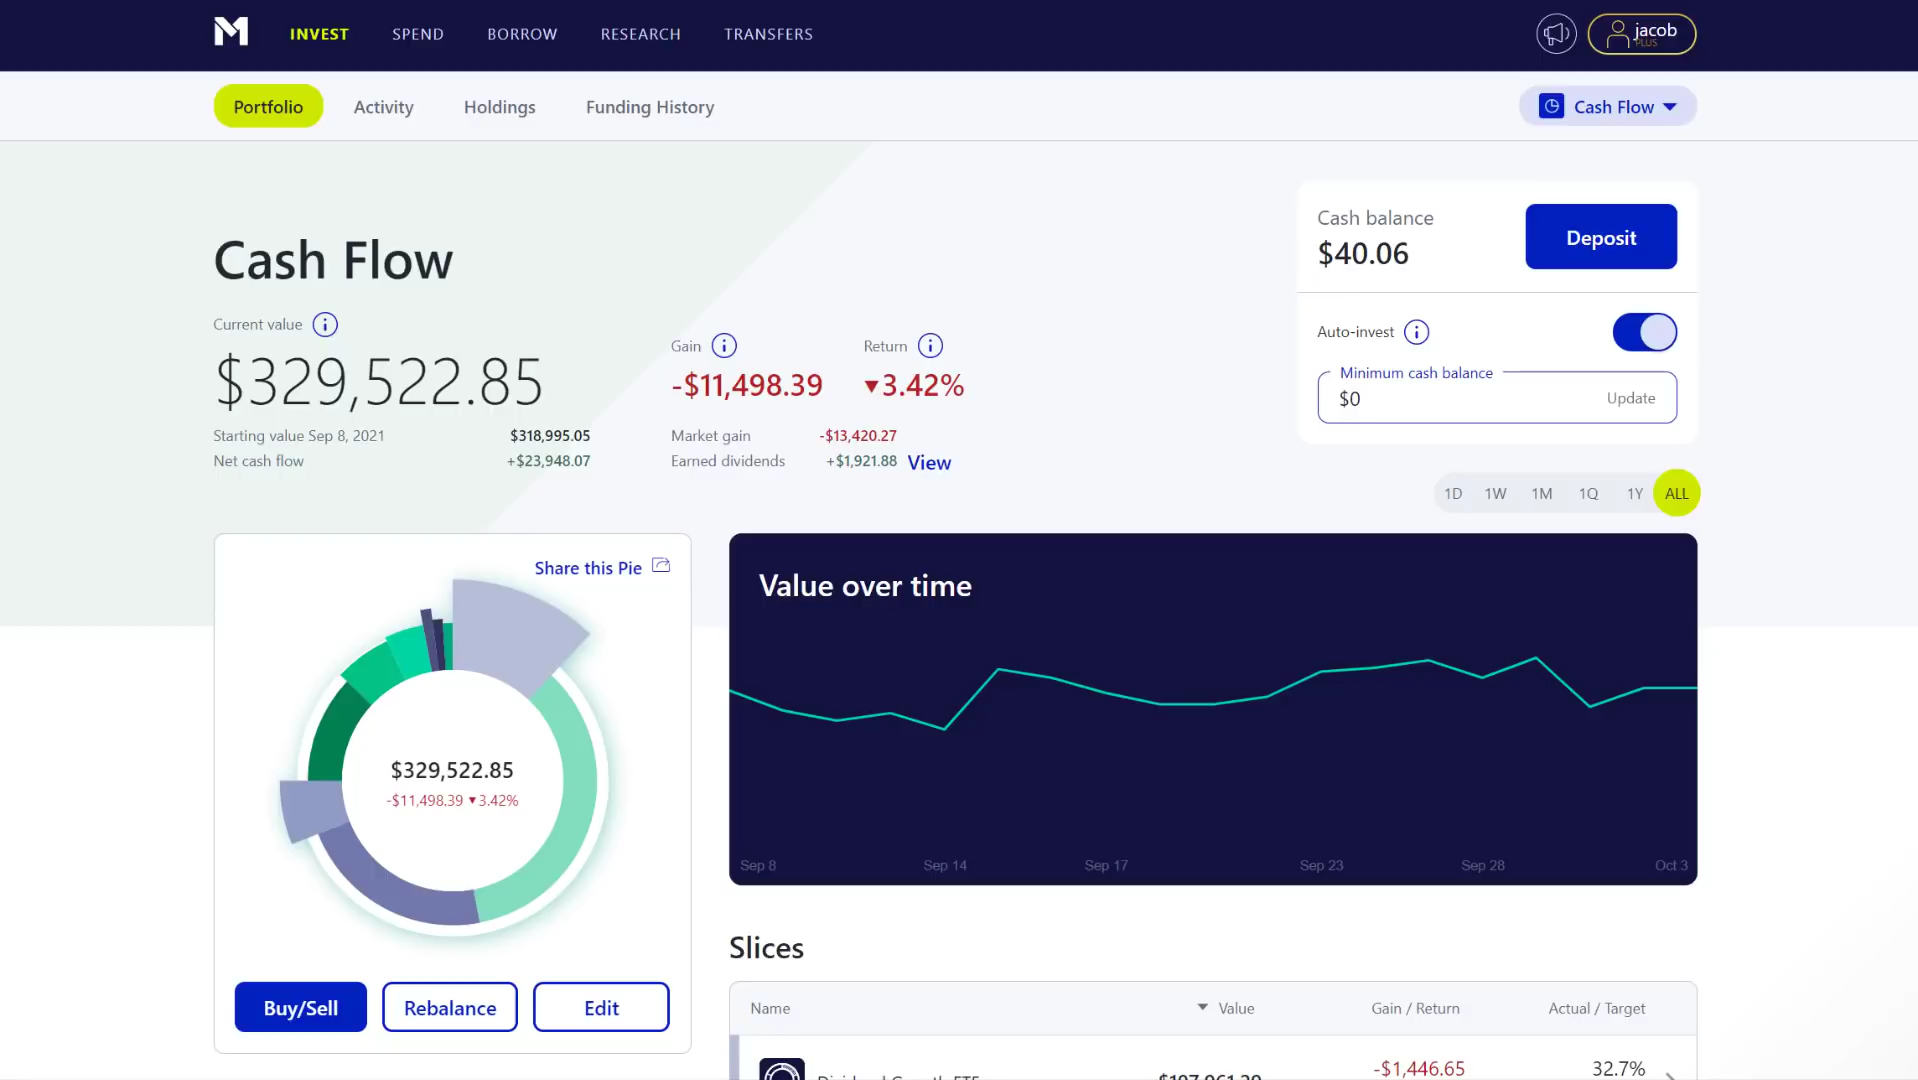 INVEST SPEND BORROW RESEARCH TRANSFERS
jacob
PLUS
Portfolio Activity Holdings Funding History
Cash Flow
Cash balance
$40.06
Deposit
Cash Flow
Current value
$329,522.85
Starting value Sep 8, 2021 $318,995.05
Net cash flow +$23,948.07
Gain
-$11,498.39
Return
▼3.42%
Market gain -$13,420.27
Earned dividends +$1,921.88 View
Auto-invest
Minimum cash balance
$0 Update
1D 1W 1M 1Q 1Y ALL
Share this Pie
$329,522.85
-$11,498.39 ▼3.42%
Buy/Sell Rebalance Edit
Value over time
Sep 8 Sep 14 Sep 17 Sep 23 Sep 28 Oct 3
Slices
Name ▼ Value Gain / Return Actual / Target
-$1,446.65 32.7%